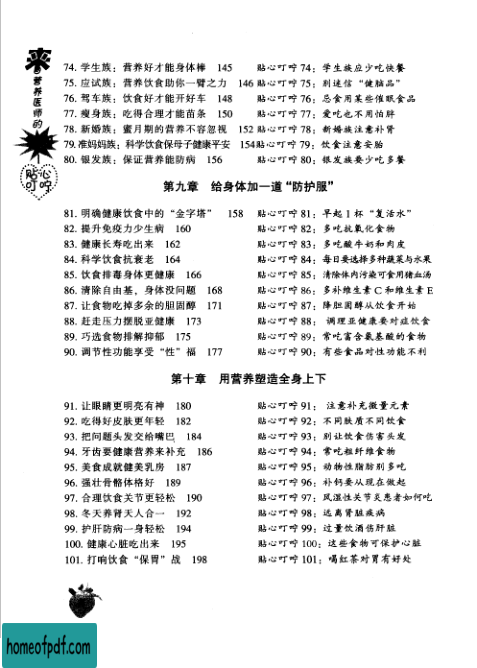 营养医师的
贴心
叮咛
74. 学生族：营养好才能身体棒 145 贴心叮咛 74：学生族应少吃快餐
75. 应试族：营养饮食助你一臂之力 146 贴心叮咛 75：别迷信“健脑品”
76. 驾车族：饮食好才能开好车 148 贴心叮咛 76：忌食用某些催眠食品
77. 瘦身族：吃得合理才能苗条 150 贴心叮咛 77：爱吃也不用怕胖
78. 新婚族：蜜月期的营养不容忽视 152 贴心叮咛 78：新婚族注意补肾
79. 准妈妈族：科学饮食保母子健康平安 154 贴心叮咛 79：饮食注意安胎
80. 银发族：保证营养能防病 156 贴心叮咛 80：银发族要少吃多餐
第九章 给身体加一道“防护服”
81. 明确健康饮食中的“金字塔” 158 贴心叮咛 81：早起 1 杯“复活水”
82. 提升免疫力少生病 160 贴心叮咛 82：多吃抗氧化食物
83. 健康长寿吃出来 162 贴心叮咛 83：多吃酸牛奶和肉皮
84. 科学饮食抗衰老 164 贴心叮咛 84：每日要选择多种蔬菜与水果
85. 饮食排毒身体更健康 166 贴心叮咛 85：清除体内污染可食用猪血汤
86. 清除自由基，身体没问题 168 贴心叮咛 86：多补维生素 C 和维生素 E
87. 让食物吃掉多余的胆固醇 171 贴心叮咛 87：降胆固醇从饮食开始
88. 赶走压力摆脱亚健康 173 贴心叮咛 88：调理亚健康要对症饮食
89. 巧选食物排解抑郁 175 贴心叮咛 89：常吃富含氨基酸的食物
90. 调节性功能享受“性”福 177 贴心叮咛 90：有些食品对性功能不利
第十章 用营养塑造全身上下
91. 让眼睛更明亮有神 180 贴心叮咛 91：注意补充微量元素
92. 吃得好皮肤更年轻 182 贴心叮咛 92：不同肤质不同饮食
93. 把问题头发交给嘴巴 184 贴心叮咛 93：别让饮食伤害头发
94. 牙齿要健康营养来补充 186 贴心叮咛 94：常吃粗纤维食物
95. 美食成就健美乳房 187 贴心叮咛 95：动物性脂肪别多吃
96. 强壮骨骼体格好 189 贴心叮咛 96：补钙要从现在做起
97. 合理饮食关节更轻松 190 贴心叮咛 97：风湿性关节炎患者如何吃
98. 冬天养肾天人合一 192 贴心叮咛 98：远离肾脏疾病
99. 护肝防病一身轻松 194 贴心叮咛 99：过量饮酒伤肝脏
100. 健康心脏吃出来 195 贴心叮咛 100：这些食物可保护心脏
101. 打响饮食“保胃”战 198 贴心叮咛 101：喝红茶对胃有好处
homeofpdf.com